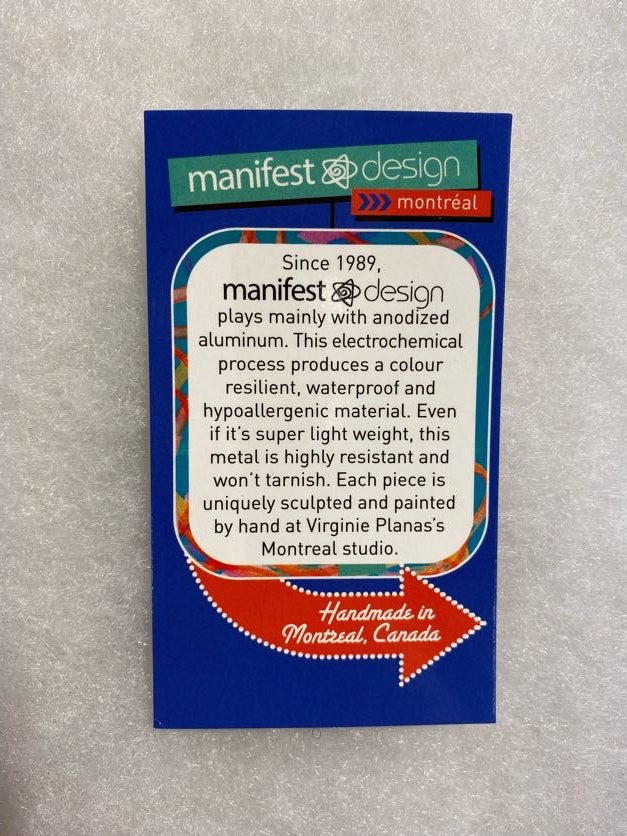 manifest design
montréal
Since 1989,
manifest design
plays mainly with anodized
aluminum. This electrochemical
process produces a colour
resilient, waterproof and
hypoallergenic material. Even
if it's super light weight, this
metal is highly resistant and
won't tarnish. Each piece is
uniquely sculpted and painted
by hand at Virginie Planas's
Montreal studio.
Handmade in
Montreal, Canada